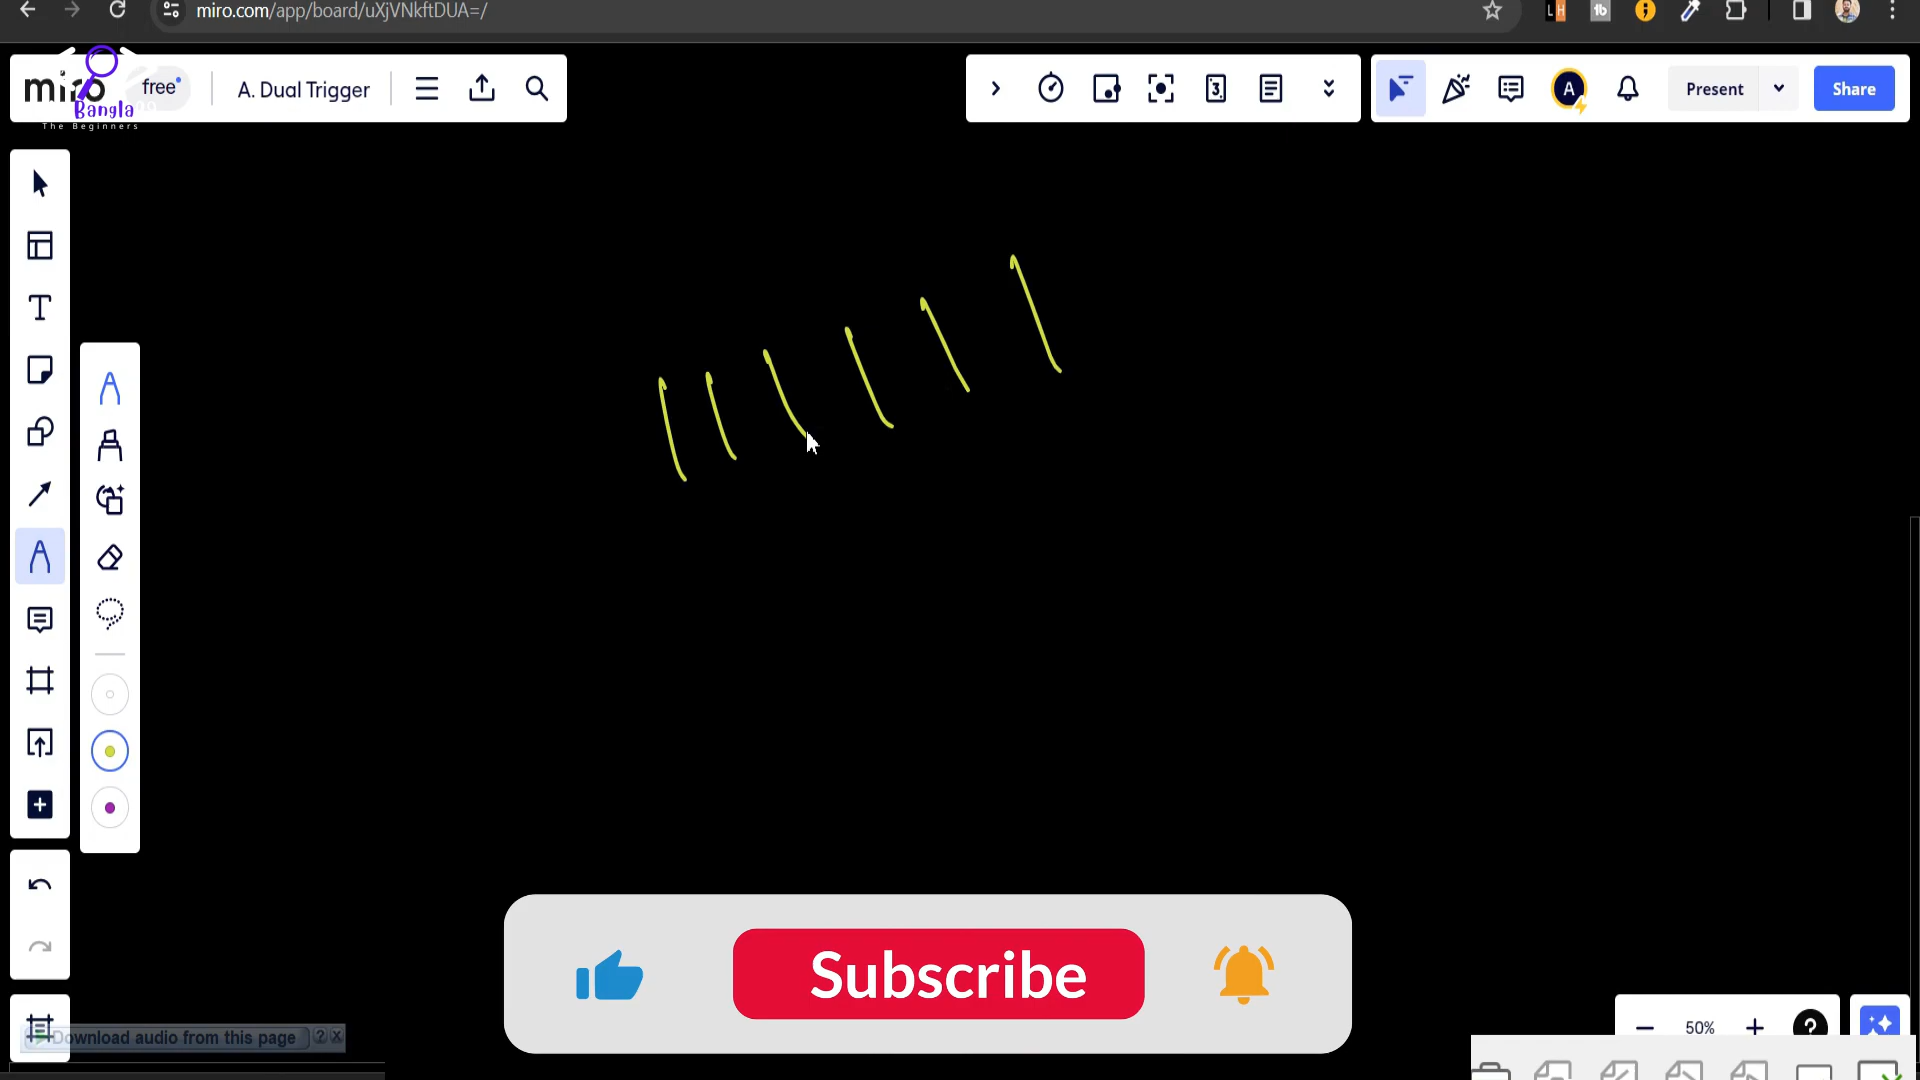 miro.com/app/board/uXjVNkftDUA=/
miro
free
A. Dual Trigger
Bangla
The Beginners
A
Present
Share
Subscribe
50%
Download audio from this page